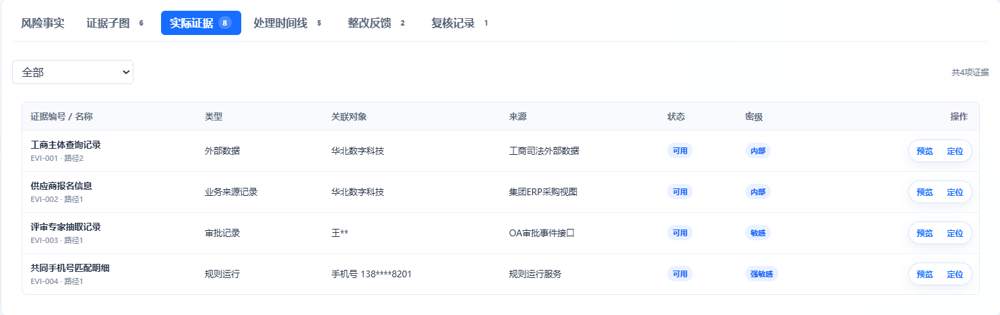 风险事实 证据子图 6 实际证据 8 处理时间线 5 整改反馈 2 复核记录 1
全部 共4项证据
证据编号 / 名称 类型 关联对象 来源 状态 密级 操作
工商主体查询记录
EVI-001 · 路径2 外部数据 华北数字科技 工商司法外部数据 可用 内部 预览 定位
供应商报名信息
EVI-002 · 路径1 业务来源记录 华北数字科技 集团ERP采购视图 可用 内部 预览 定位
评审专家抽取记录
EVI-003 · 路径1 审批记录 王** OA审批事件接口 可用 敏感 预览 定位
共同手机号匹配明细
EVI-004 · 路径1 规则运行 手机号 138****8201 规则运行服务 可用 强敏感 预览 定位